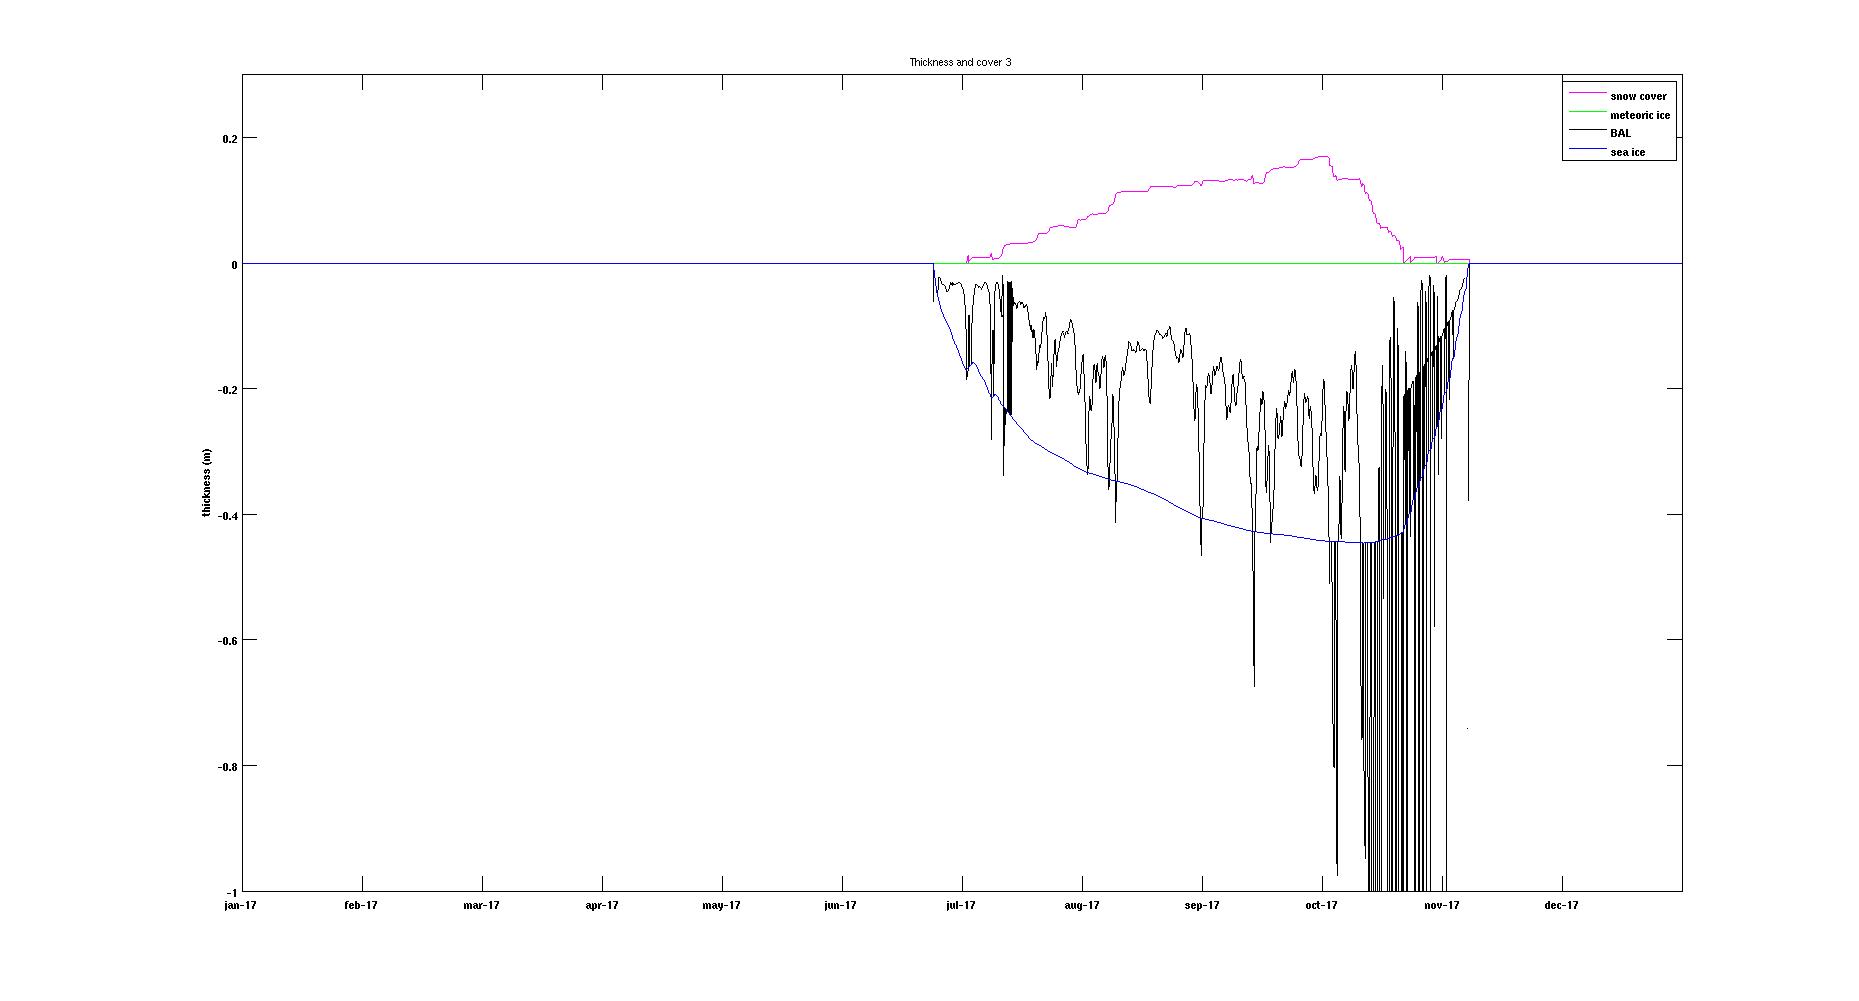 Thickness and cover 3
snow cover
meteoric ice
BAL
sea ice
thickness (m)
0.2
0
-0.2
-0.4
-0.6
-0.8
-1
jan-17 feb-17 mar-17 apr-17 may-17 jun-17 jul-17 aug-17 sep-17 oct-17 nov-17 dec-17